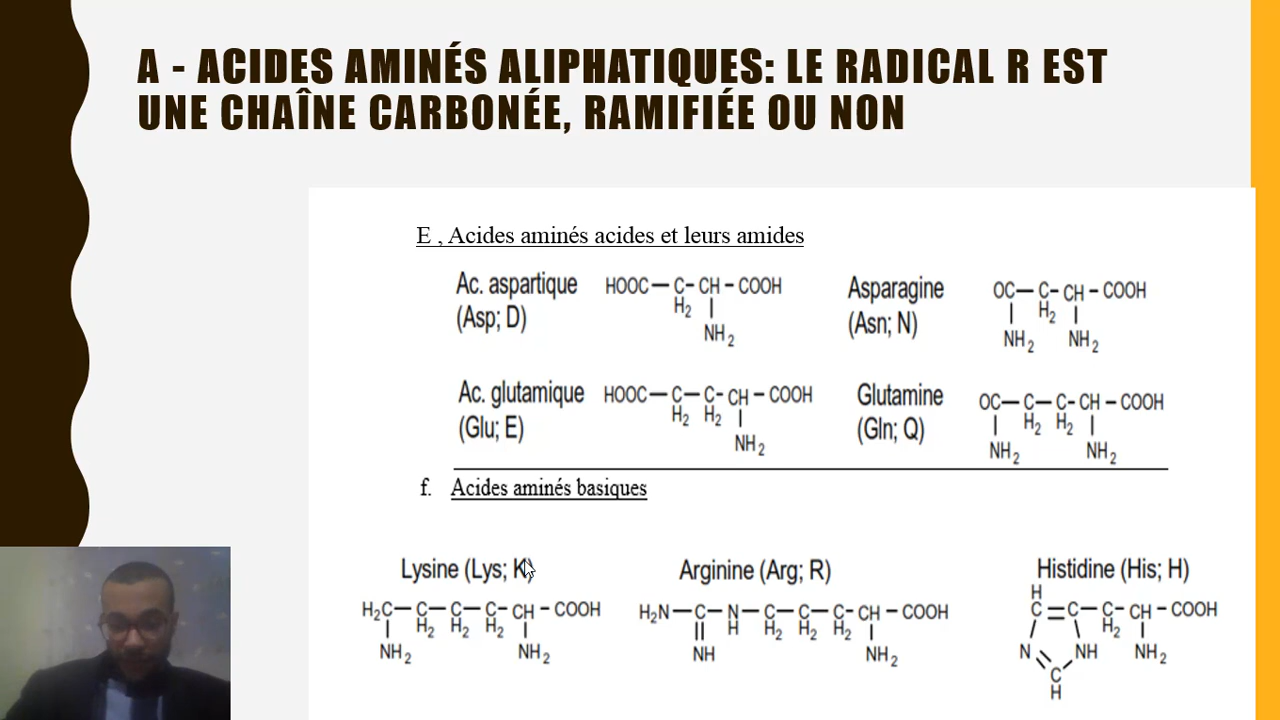 A - ACIDES AMINÉS ALIPHATIQUES: LE RADICAL R EST
UNE CHAÎNE CARBONÉE, RAMIFIÉE OU NON
E , Acides aminés acides et leurs amides
Ac. aspartique
(Asp; D)
HOOC — C - CH - COOH
H2
NH2
Asparagine
(Asn; N)
OC — C - CH - COOH
H2
NH2 NH2
Ac. glutamique
(Glu; E)
HOOC — C — C - CH - COOH
H2 H2
NH2
Glutamine
(Gln; Q)
OC — C — C - CH - COOH
H2 H2
NH2 NH2
f. Acides aminés basiques
Lysine (Lys; K)
H2C — C — C — C - CH - COOH
H2 H2 H2
NH2 NH2
Arginine (Arg; R)
H2N — C — N — C — C — C - CH - COOH
H H2 H2 H2
NH NH2
Histidine (His; H)
H
C = C — C - CH - COOH
H2
N NH NH2
C
H